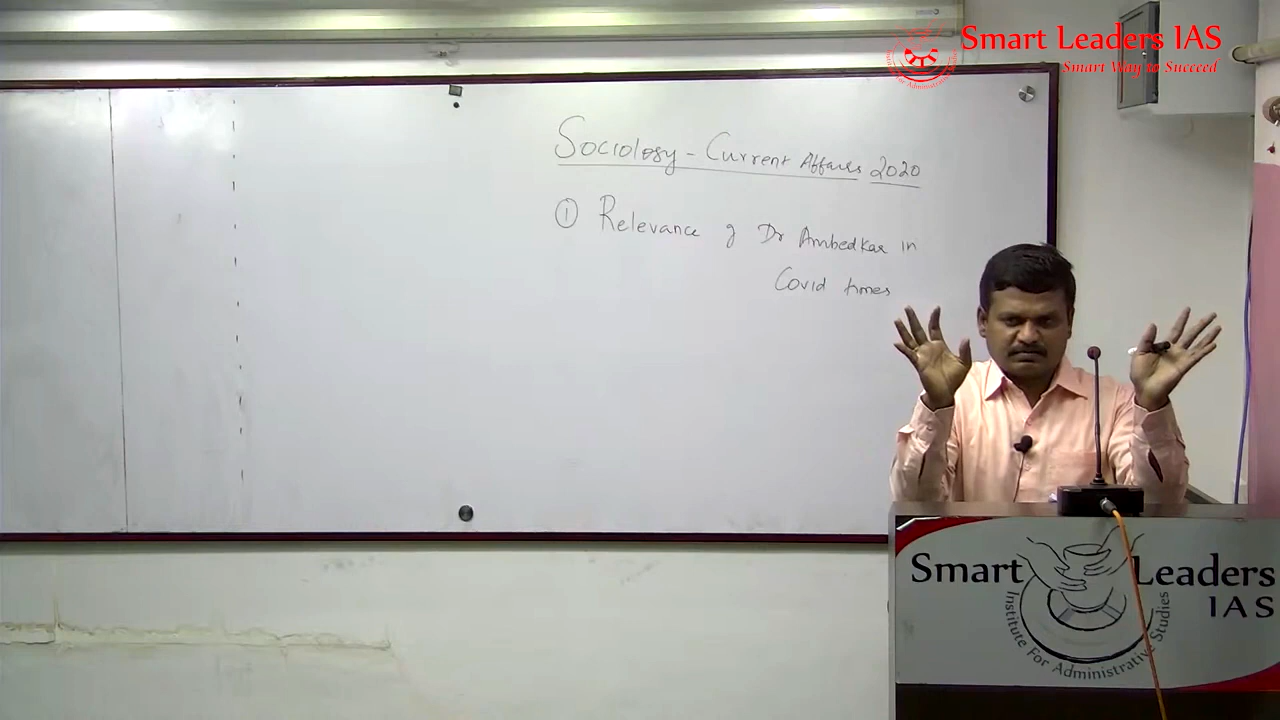 Smart Leaders IAS
Smart Way to Succeed
Sociology - Current Affairs 2020
① Relevance of Dr Ambedkar in
Covid times
Smart Leaders
IAS
Institute For Administrative Studies